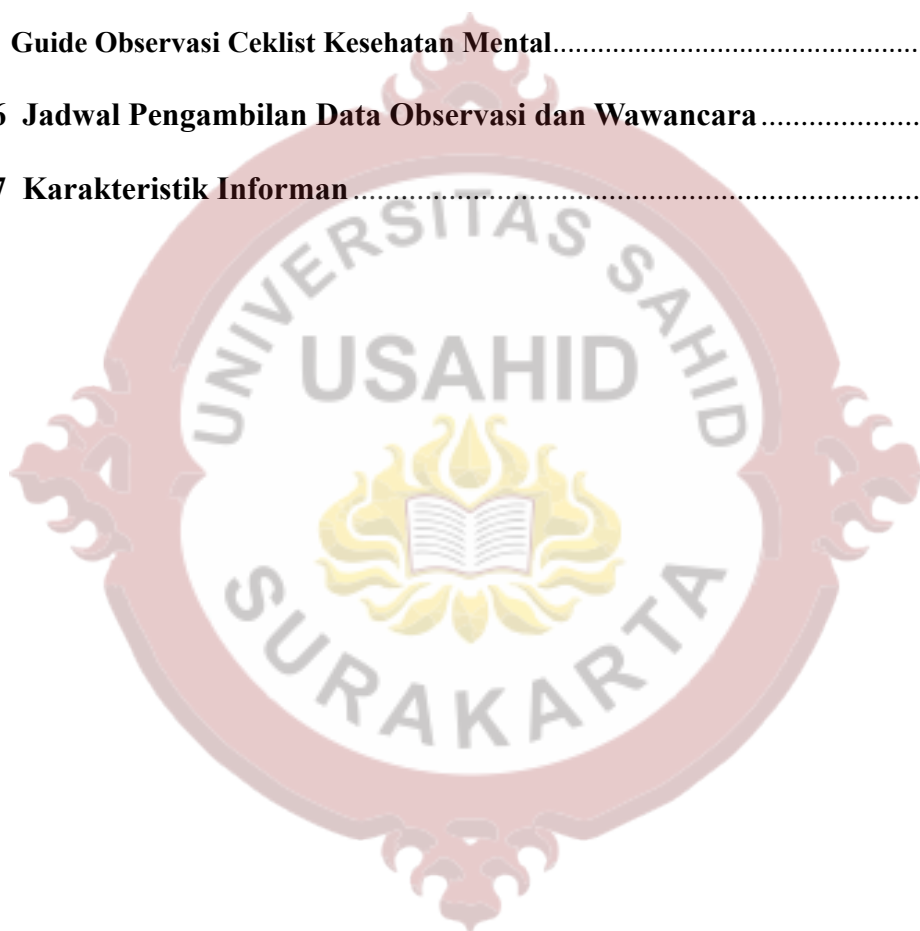 Guide Observasi Ceklist Kesehatan Mental..................................................
6 Jadwal Pengambilan Data Observasi dan Wawancara.....................
7 Karakteristik Informan............................................................................
UNIVERSITAS SAHID
USAHID
SURAKARTA